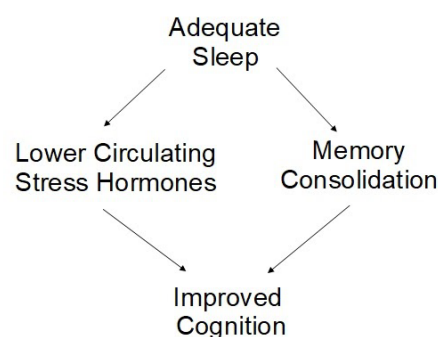 Adequate
Sleep
Lower Circulating
Stress Hormones
Memory
Consolidation
Improved
Cognition